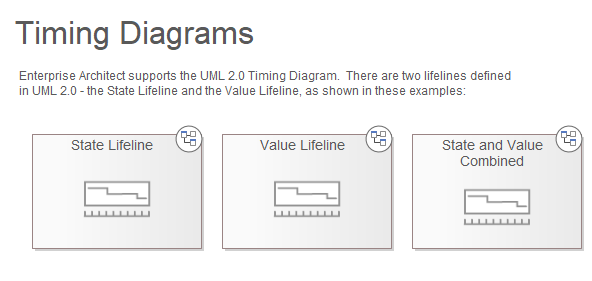 Timing Diagrams
Enterprise Architect supports the UML 2.0 Timing Diagram.  There are two lifelines defined
in UML 2.0 - the State Lifeline and the Value Lifeline, as shown in these examples:
State Lifeline
Value Lifeline
State and Value
Combined